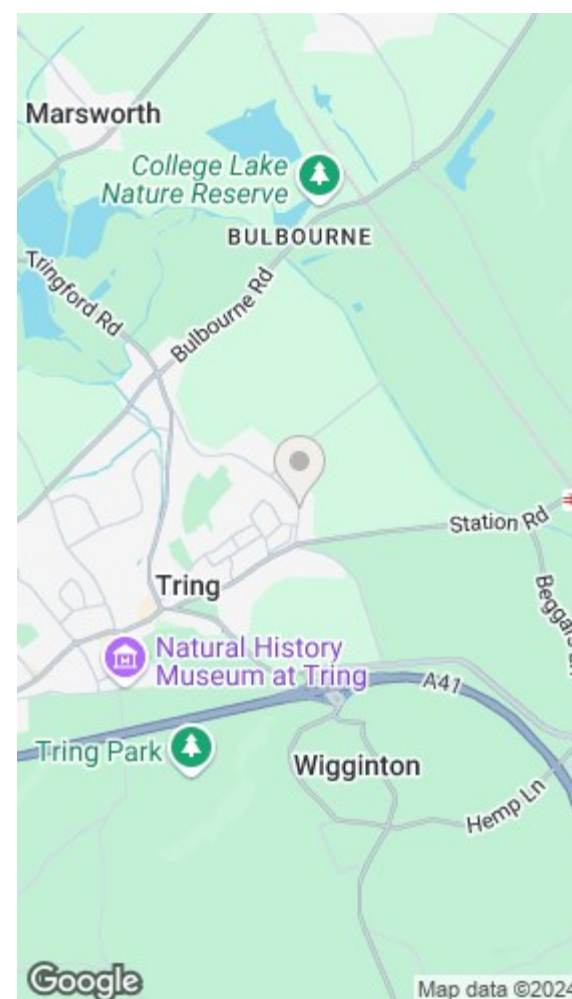 Marsworth
College Lake
Nature Reserve
BULBOURNE
Tringford Rd
Bulbourne Rd
Station Rd
Tring
Natural History
Museum at Tring
A41
Tring Park
Wigginton
Hemp Ln
Google
Map data ©2024